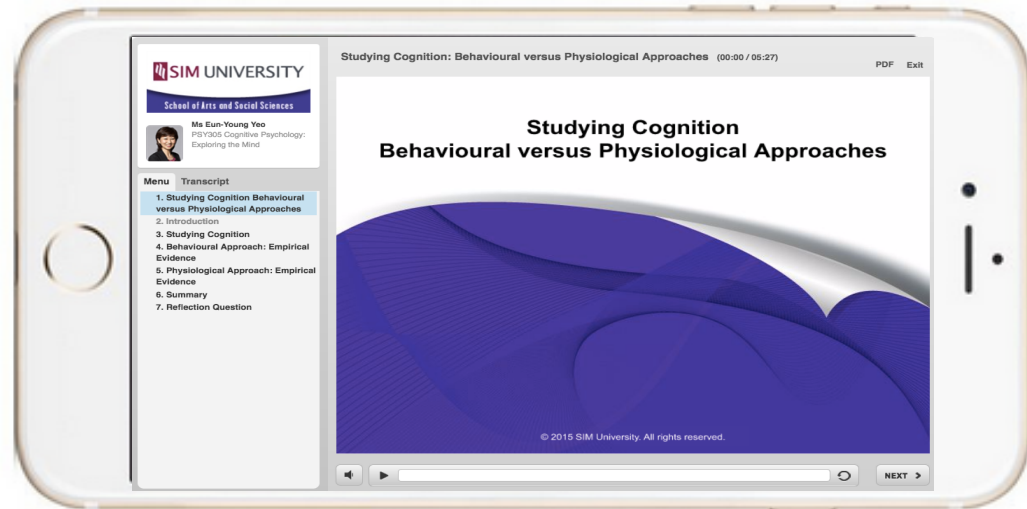 SIM UNIVERSITY
School of Arts and Social Sciences
Ms Eun-Young Yeo
PSY305 Cognitive Psychology:
Exploring the Mind
Menu Transcript
1. Studying Cognition Behavioural
versus Physiological Approaches
2. Introduction
3. Studying Cognition
4. Behavioural Approach: Empirical
Evidence
5. Physiological Approach: Empirical
Evidence
6. Summary
7. Reflection Question
Studying Cognition: Behavioural versus Physiological Approaches (00:00 / 05:27)
PDF Exit
Studying Cognition
Behavioural versus Physiological Approaches
© 2015 SIM University. All rights reserved.
NEXT >